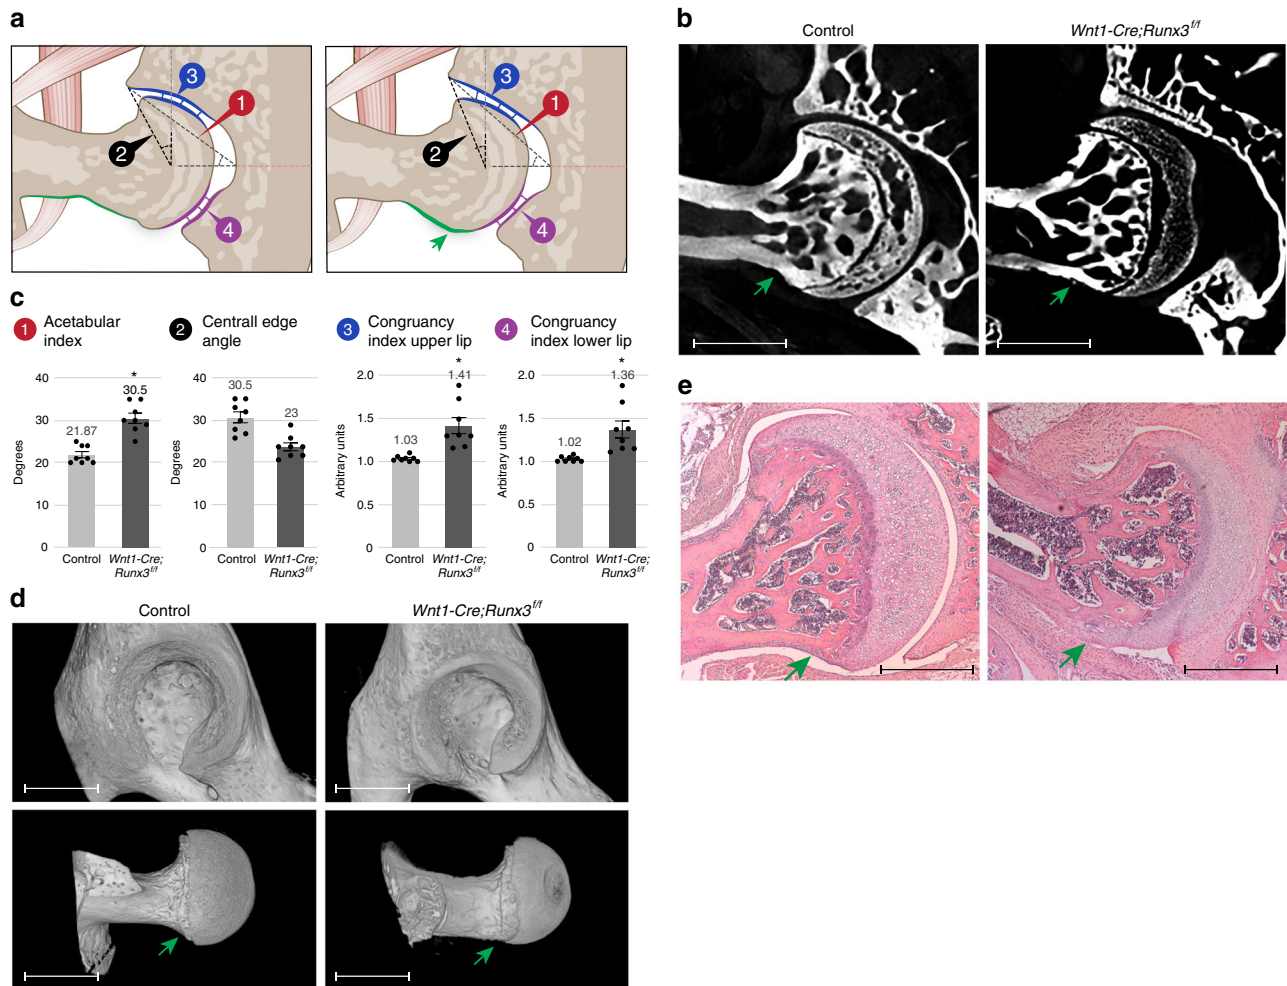 a
3
1
2
4
3
1
2
4
b
Control
Wnt1-Cre;Runx3f/f
c
1 Acetabular index
Degrees
40
30
20
10
0
21.87
*
30.5
Control
Wnt1-Cre;
Runx3f/f
2 Centrall edge angle
Degrees
40
30
20
10
0
30.5
23
Control
Wnt1-Cre;
Runx3f/f
3 Congruancy index upper lip
Arbitrary units
2.0
1.5
1.0
0.5
0
1.03
*
1.41
Control
Wnt1-Cre;
Runx3f/f
4 Congruancy index lower lip
Arbitrary units
2.0
1.5
1.0
0.5
0
1.02
*
1.36
Control
Wnt1-Cre;
Runx3f/f
d
Control
Wnt1-Cre;Runx3f/f
e